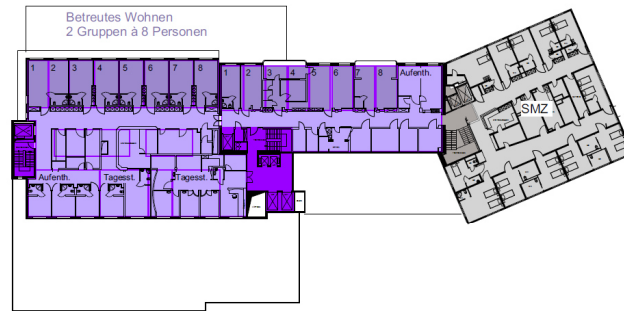 Betreutes Wohnen
2 Gruppen à 8 Personen
1 2 3 4 5 6 7 8
1 2 3 4 5 6 7 8 Aufenth.
SMZ
Aufenth. Tagesst. Tagesst.